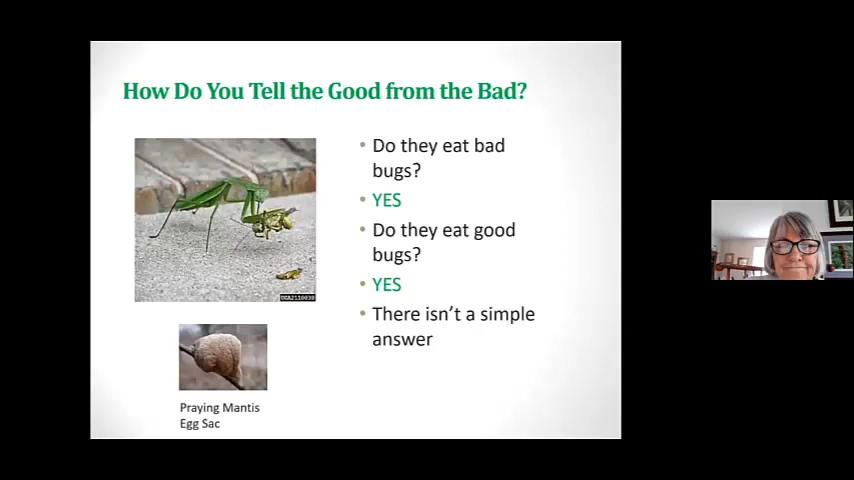 How Do You Tell the Good from the Bad?
• Do they eat bad
bugs?
• YES
• Do they eat good
bugs?
• YES
• There isn't a simple
answer
Praying Mantis
Egg Sac